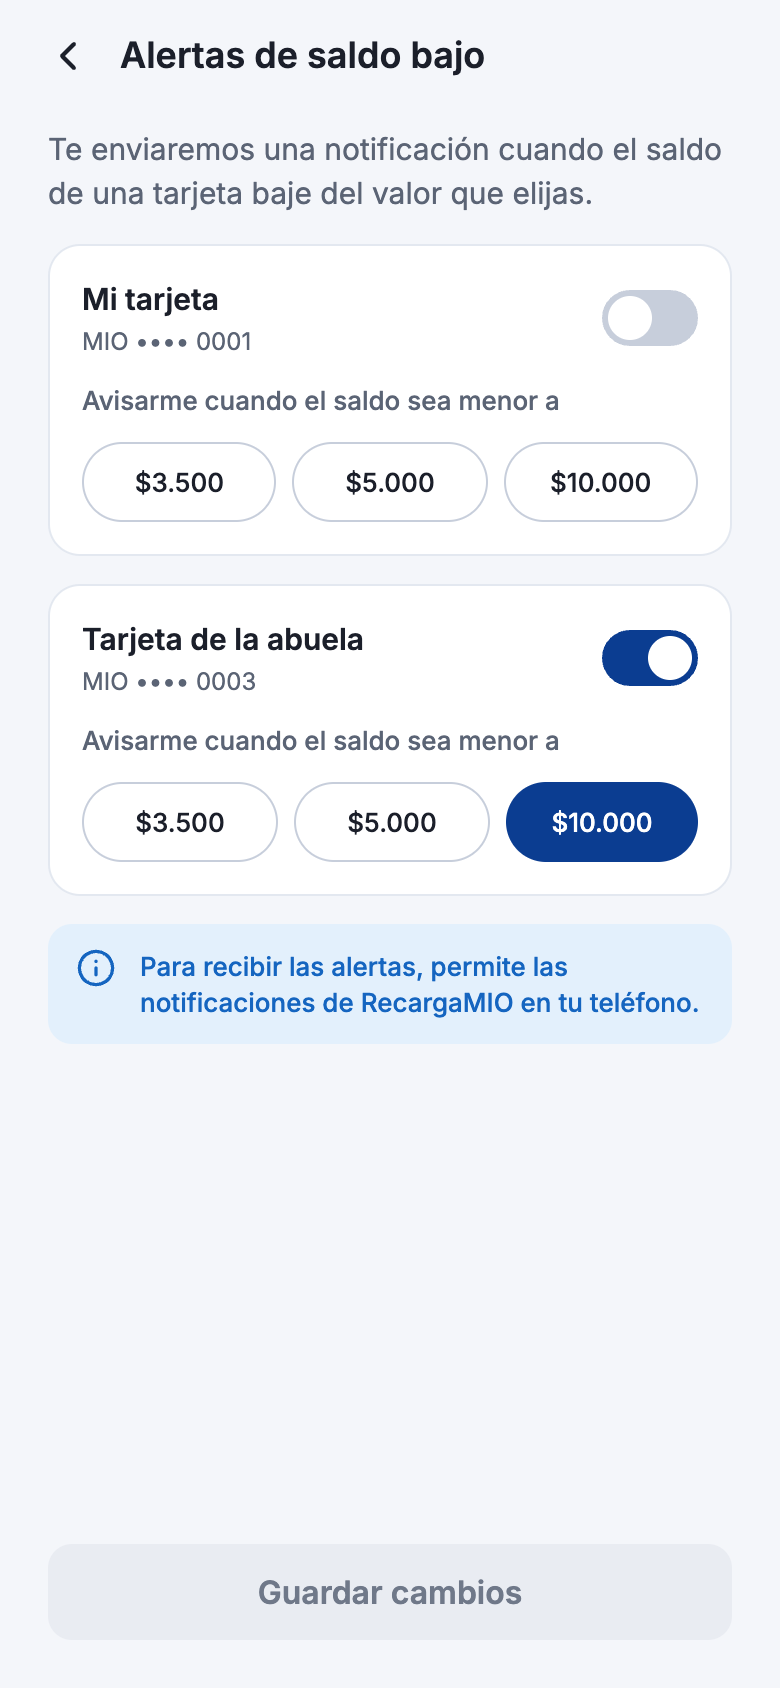 Alertas de saldo bajo
Te enviaremos una notificación cuando el saldo
de una tarjeta baje del valor que elijas.
Mi tarjeta
MIO •••• 0001
Avisarme cuando el saldo sea menor a
$3.500 $5.000 $10.000
Tarjeta de la abuela
MIO •••• 0003
Avisarme cuando el saldo sea menor a
$3.500 $5.000 $10.000
Para recibir las alertas, permite las
notificaciones de RecargaMIO en tu teléfono.
Guardar cambios